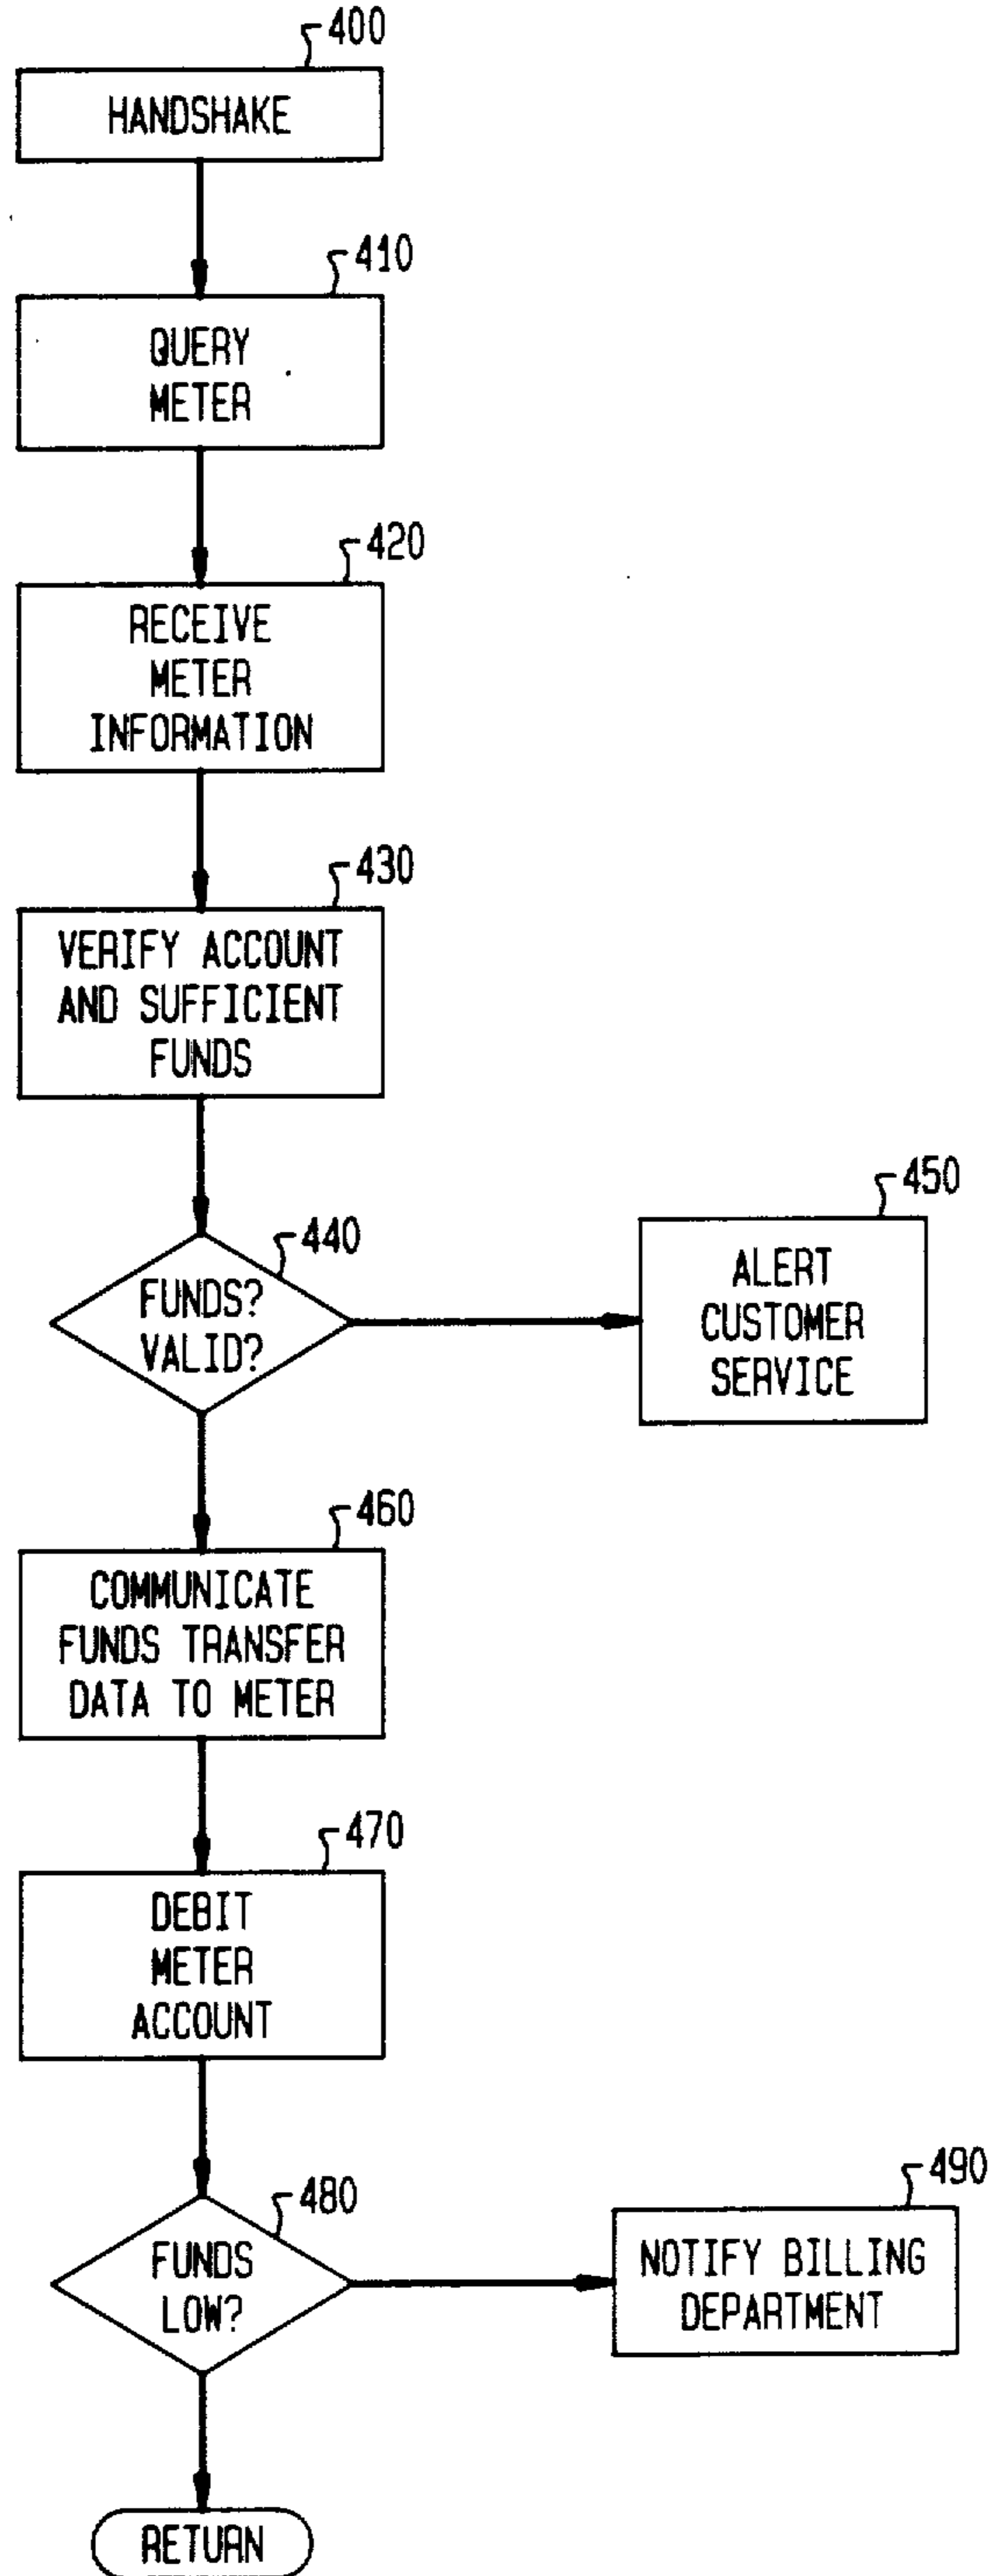 400
HANDSHAKE
410
QUERY
METER
420
RECEIVE
METER
INFORMATION
430
VERIFY ACCOUNT
AND SUFFICIENT
FUNDS
440
FUNDS?
VALID?
450
ALERT
CUSTOMER
SERVICE
460
COMMUNICATE
FUNDS TRANSFER
DATA TO METER
470
DEBIT
METER
ACCOUNT
480
FUNDS
LOW?
490
NOTIFY BILLING
DEPARTMENT
RETURN